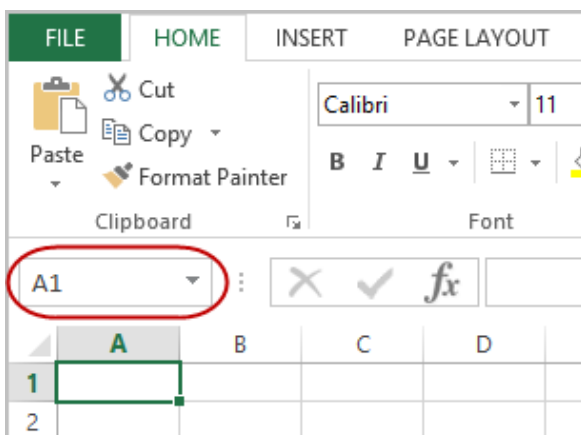 FILE HOME INSERT PAGE LAYOUT
Cut
Copy
Format Painter
Paste
Clipboard
Calibri 11
B I U
Font
A1 fx
A B C D
1
2